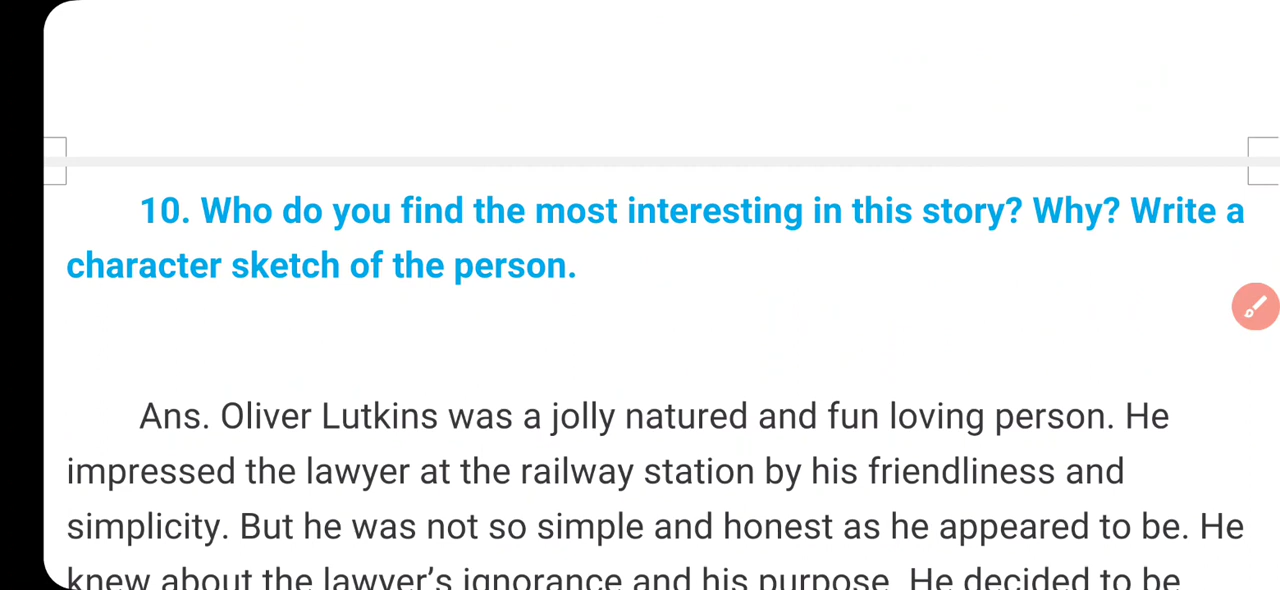 10. Who do you find the most interesting in this story? Why? Write a
character sketch of the person.
Ans. Oliver Lutkins was a jolly natured and fun loving person. He
impressed the lawyer at the railway station by his friendliness and
simplicity. But he was not so simple and honest as he appeared to be. He
knew about the lawyer's ignorance and his purpose. He decided to be